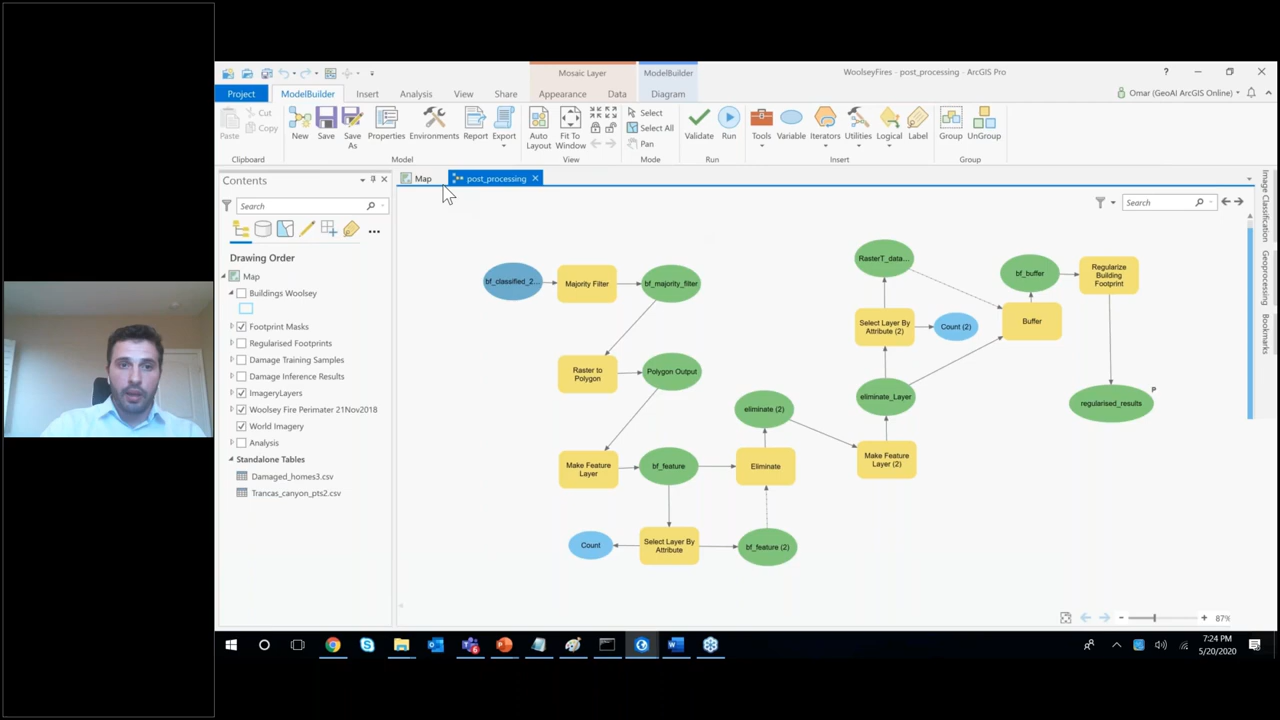 Mosaic Layer
ModelBuilder
WoolseyFires - post_processing - ArcGIS Pro
?
Project
ModelBuilder
Insert
Analysis
View
Share
Appearance
Data
Diagram
Omar (GeoAI ArcGIS Online)
Paste
Cut
Copy
Clipboard
New
Save
Save As
Properties
Environments
Report
Export
Model
Auto Layout
Fit To Window
View
Select
Select All
Pan
Mode
Validate
Run
Run
Tools
Variable
Iterators
Utilities
Logical
Label
Insert
Group
UnGroup
Group
Contents
Search
Drawing Order
Map
Buildings Woolsey
Footprint Masks
Regularised Footprints
Damage Training Samples
Damage Inference Results
ImageryLayers
Woolsey Fire Perimater 21Nov2018
World Imagery
Analysis
Standalone Tables
Damaged_homes3.csv
Trancas_canyon_pts2.csv
Map
post_processing
Search
bf_classified_2...
Majority Filter
bf_majority_filter
Raster to
Polygon
Polygon Output
Make Feature
Layer
bf_feature
Count
Select Layer By
Attribute
bf_feature (2)
Eliminate
eliminate (2)
Make Feature
Layer (2)
eliminate_Layer
Select Layer By
Attribute (2)
Count (2)
RasterT_data...
Buffer
bf_buffer
Regularize
Building
Footprint
regularised_results
P
87%
Image Classification
Geoprocessing
Bookmarks
7:24 PM
5/20/2020